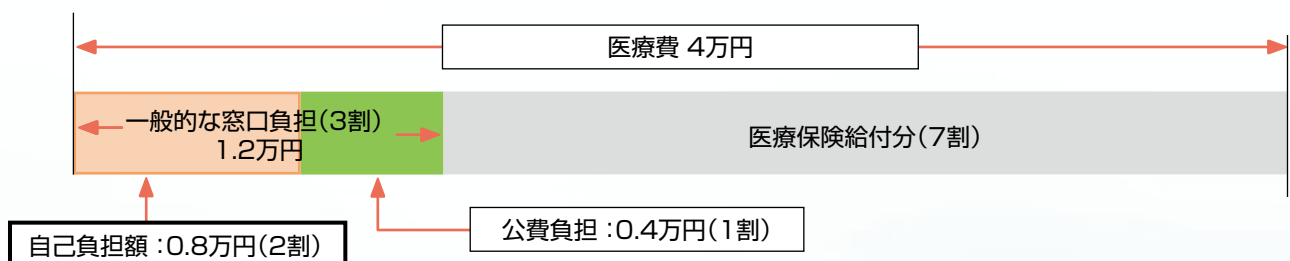 医療費 4万円
一般的な窓口負担(3割)
1.2万円
医療保険給付分(7割)
公費負担：0.4万円(1割)
自己負担額：0.8万円(2割)